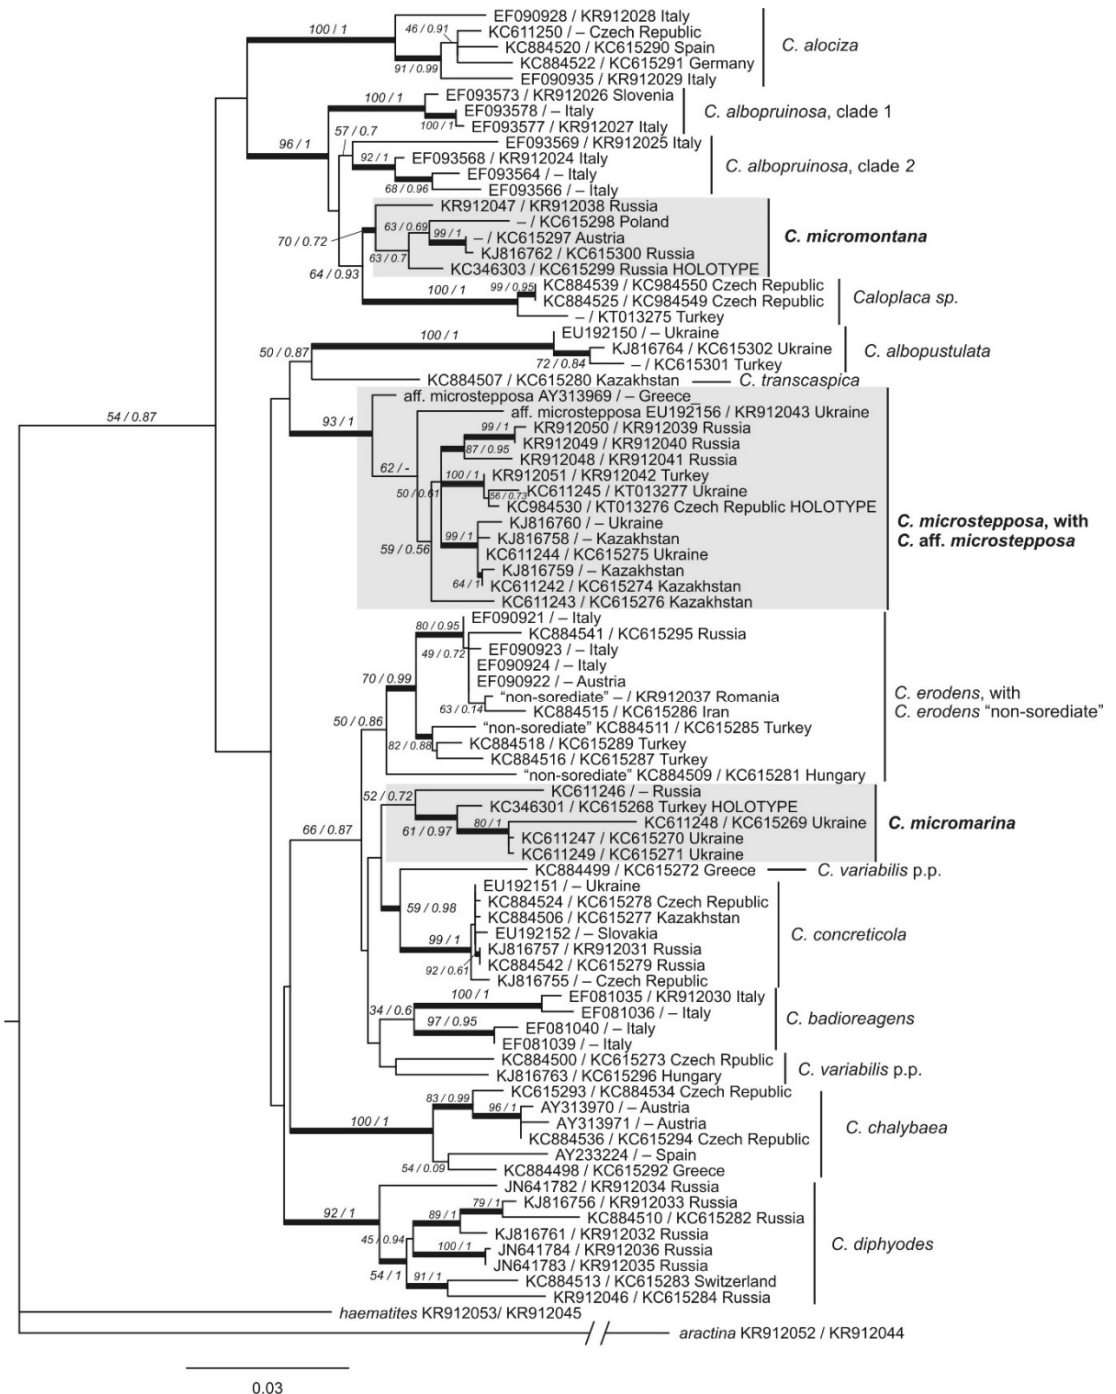 EF090928 / KR912028 Italy
46 / 0.91
KC611250 / – Czech Republic
100 / 1
KC884520 / KC615290 Spain
C. alociza
KC884522 / KC615291 Germany
91 / 0.99
EF090935 / KR912029 Italy
EF093573 / KR912026 Slovenia
100 / 1
EF093578 / – Italy
C. albopruinosa, clade 1
100 / 1
EF093577 / KR912027 Italy
57 / 0.7
96 / 1
EF093569 / KR912025 Italy
92 / 1
EF093568 / KR912024 Italy
C. albopruinosa, clade 2
EF093564 / – Italy
68 / 0.96
EF093566 / – Italy
KR912047 / KR912038 Russia
63 / 0.69
– / KC615298 Poland
70 / 0.72
99 / 1
– / KC615297 Austria
C. micromontana
KJ816762 / KC615300 Russia
63 / 0.7
64 / 0.93
KC346303 / KC615299 Russia HOLOTYPE
99 / 0.95
KC884539 / KC984550 Czech Republic
100 / 1
KC884525 / KC984549 Czech Republic
Caloplaca sp.
– / KT013275 Turkey
100 / 1
EU192150 / – Ukraine
50 / 0.87
KJ816764 / KC615302 Ukraine
C. albopustulata
72 / 0.84
– / KC615301 Turkey
KC884507 / KC615280 Kazakhstan
C. transcaspica
aff. microstepposa AY313969 / – Greece_
54 / 0.87
93 / 1
aff. microstepposa EU192156 / KR912043 Ukraine
99 / 1
KR912050 / KR912039 Russia
KR912049 / KR912040 Russia
87 / 0.95
KR912048 / KR912041 Russia
62 / -
100 / 1
KR912051 / KR912042 Turkey
50 / 0.61
56 / 0.73
KC611245 / KT013277 Ukraine
KC984530 / KT013276 Czech Republic HOLOTYPE
KJ816760 / – Ukraine
C. microstepposa, with
99 / 1
KJ816758 / – Kazakhstan
C. aff. microstepposa
59 / 0.56
KC611244 / KC615275 Ukraine
KJ816759 / – Kazakhstan
64 / 1
KC611242 / KC615274 Kazakhstan
KC611243 / KC615276 Kazakhstan
EF090921 / – Italy
80 / 0.95
KC884541 / KC615295 Russia
49 / 0.72
EF090923 / – Italy
EF090924 / – Italy
70 / 0.99
EF090922 / – Austria
"non-sorediate" – / KR912037 Romania
C. erodens, with
63 / 0.14
KC884515 / KC615286 Iran
C. erodens "non-sorediate"
50 / 0.86
"non-sorediate" KC884511 / KC615285 Turkey
82 / 0.88
KC884518 / KC615289 Turkey
KC884516 / KC615287 Turkey
"non-sorediate" KC884509 / KC615281 Hungary
52 / 0.72
KC611246 / – Russia
KC346301 / KC615268 Turkey HOLOTYPE
80 / 1
KC611248 / KC615269 Ukraine
C. micromarina
66 / 0.87
61 / 0.97
KC611247 / KC615270 Ukraine
KC611249 / KC615271 Ukraine
KC884499 / KC615272 Greece
C. variabilis p.p.
EU192151 / – Ukraine
59 / 0.98
KC884524 / KC615278 Czech Republic
KC884506 / KC615277 Kazakhstan
EU192152 / – Slovakia
C. concreticola
99 / 1
KJ816757 / KR912031 Russia
92 / 0.61
KC884542 / KC615279 Russia
KJ816755 / – Czech Republic
100 / 1
EF081035 / KR912030 Italy
34 / 0.6
EF081036 / – Italy
C. badioreagens
97 / 0.95
EF081040 / – Italy
EF081039 / – Italy
KC884500 / KC615273 Czech Rpublic
C. variabilis p.p.
KJ816763 / KC615296 Hungary
83 / 0.99
KC615293 / KC884534 Czech Republic
96 / 1
AY313970 / – Austria
100 / 1
AY313971 / – Austria
C. chalybaea
KC884536 / KC615294 Czech Republic
AY233224 / – Spain
54 / 0.09
KC884498 / KC615292 Greece
JN641782 / KR912034 Russia
79 / 1
KJ816756 / KR912033 Russia
92 / 1
89 / 1
KC884510 / KC615282 Russia
KJ816761 / KR912032 Russia
C. diphyodes
45 / 0.94
100 / 1
JN641784 / KR912036 Russia
JN641783 / KR912035 Russia
54 / 1
91 / 1
KC884513 / KC615283 Switzerland
KR912046 / KC615284 Russia
haematites KR912053/ KR912045
aractina KR912052 / KR912044
0.03